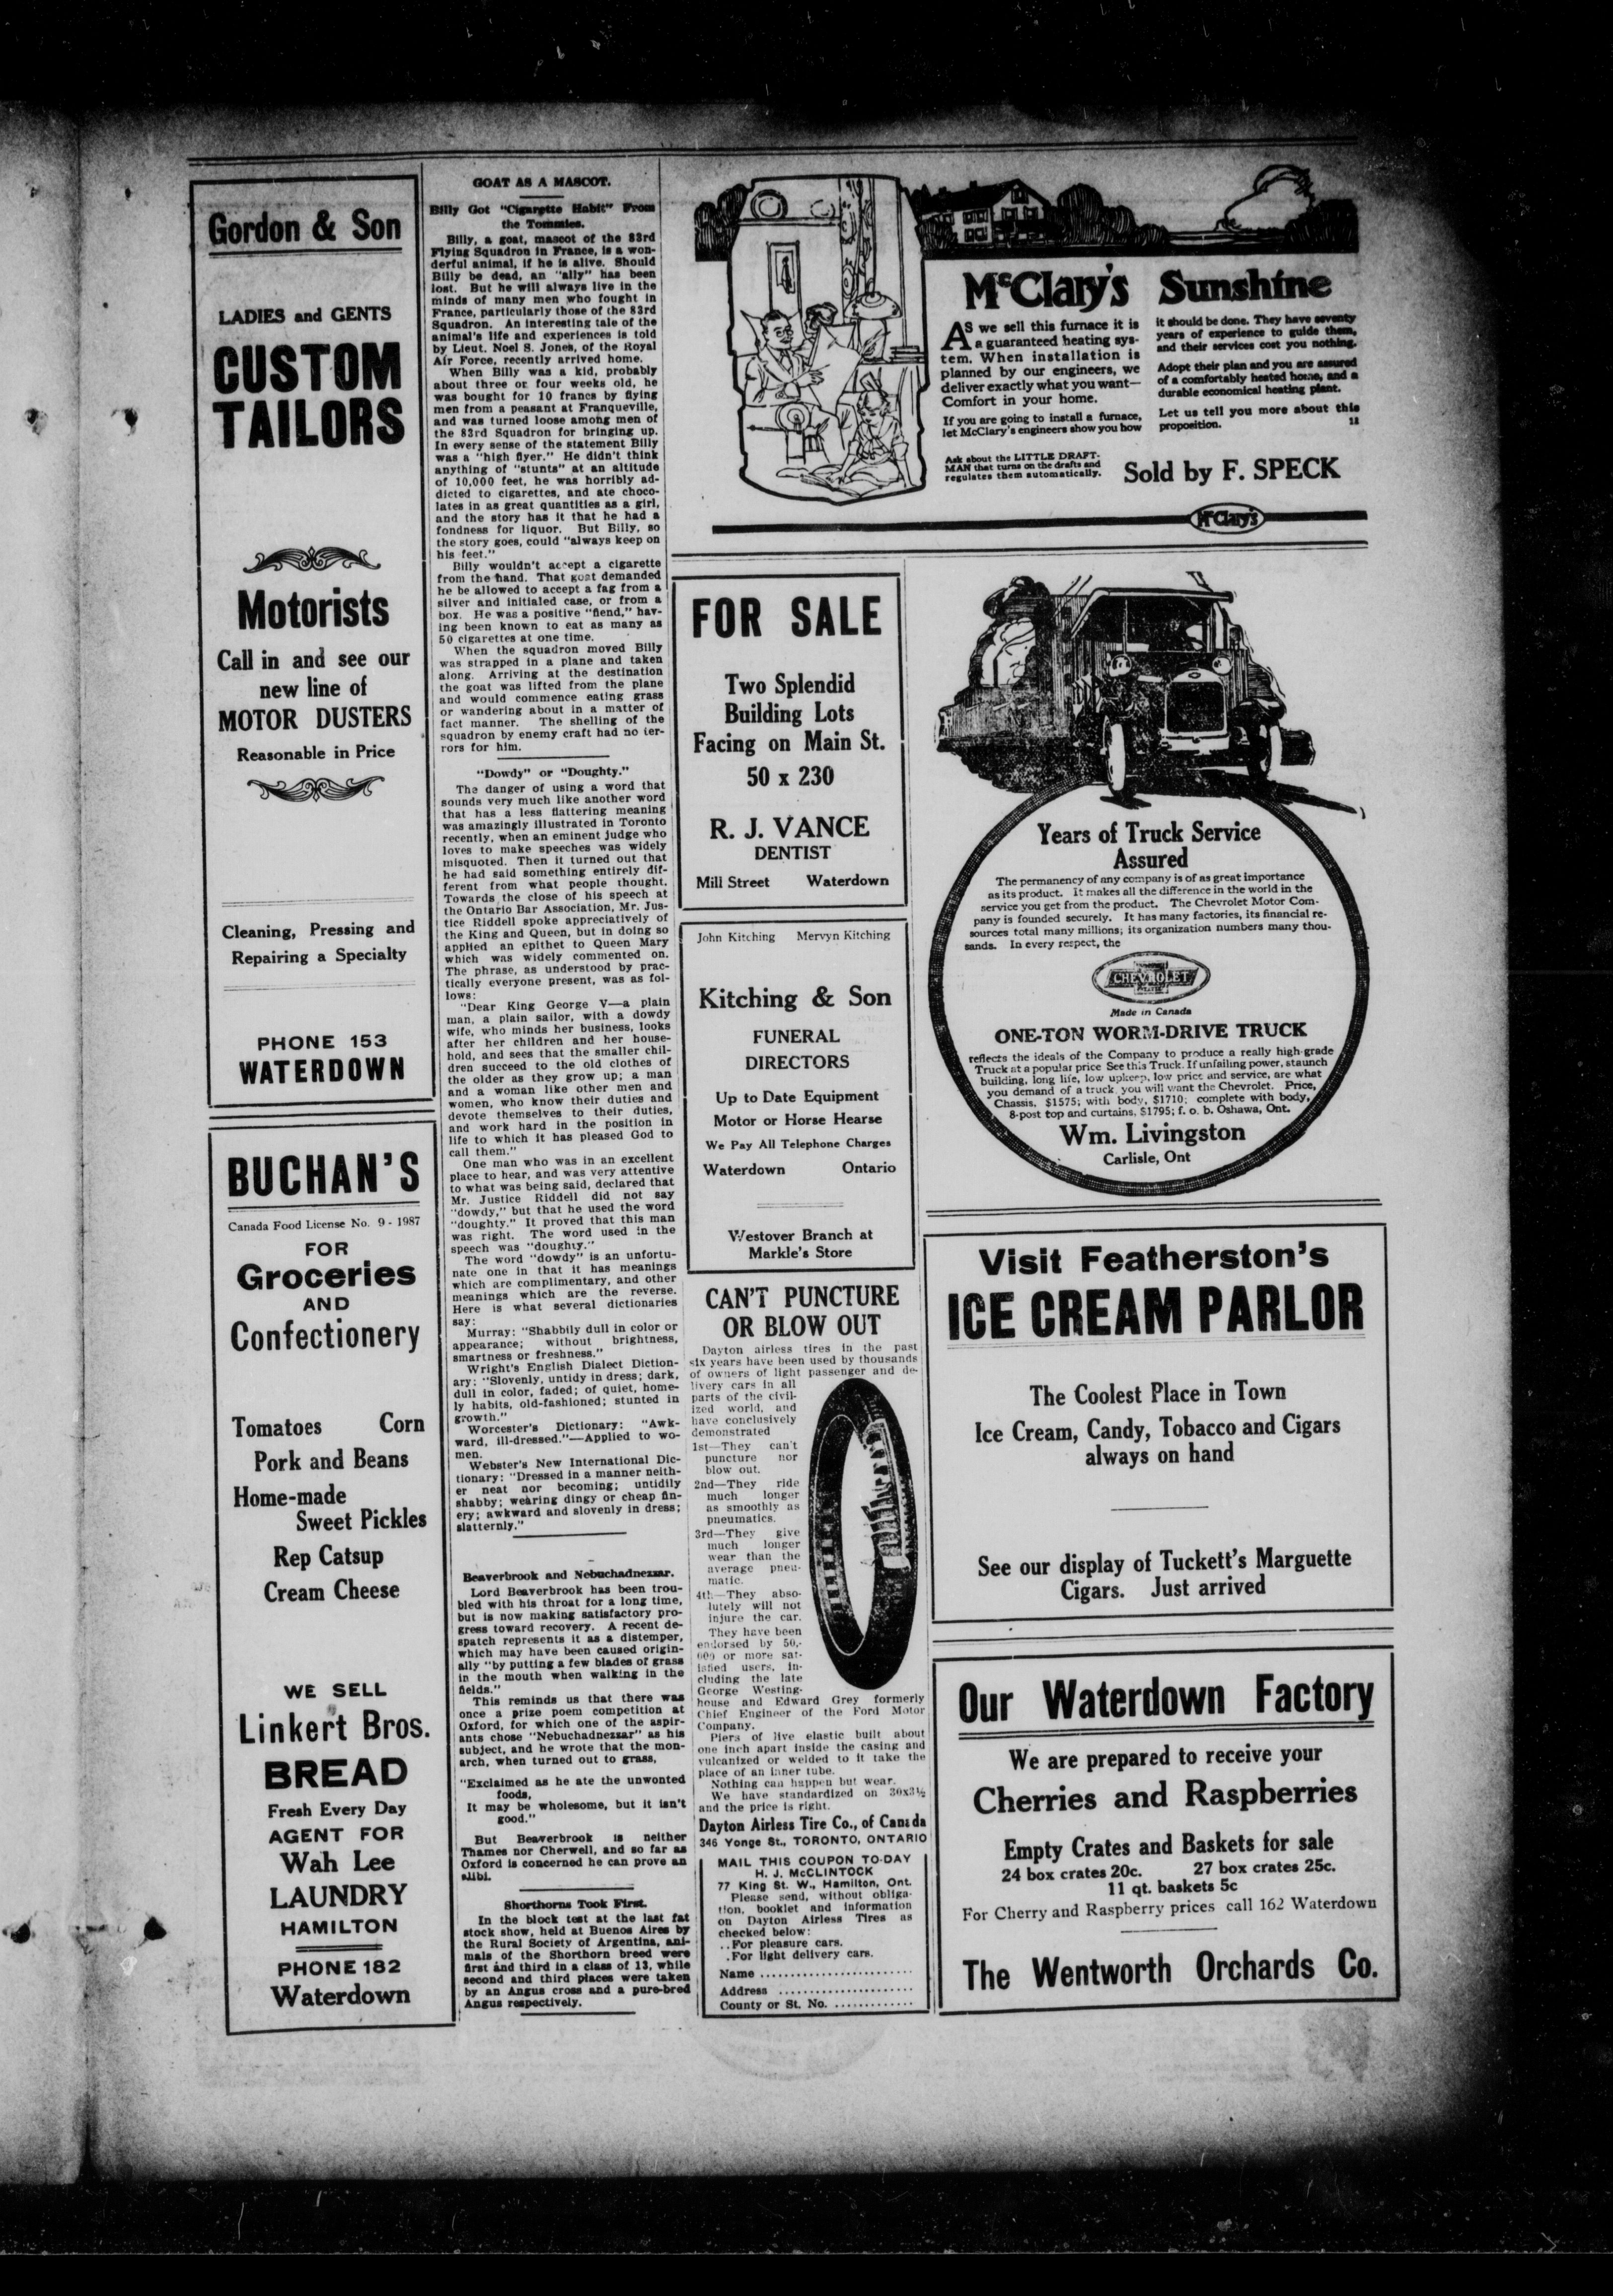 Gordon & Son
LADIES and GENTS
CUSTOM
TAILORS
Motorists
Call in and see our
new line of
MOTOR DUSTERS
Reasonable in Price
Cleaning, Pressing and
Repairing a Specialty
PHONE 153
WATERDOWN
BUCHAN'S
Canada Food License No. 9 - 1987
FOR
Groceries
AND
Confectionery
Tomatoes Corn
Pork and Beans
Home-made
Sweet Pickles
Rep Catsup
Cream Cheese
WE SELL
Linkert Bros.
BREAD
Fresh Every Day
AGENT FOR
Wah Lee
LAUNDRY
HAMILTON
PHONE 182
Waterdown
GOAT AS A MASCOT.
Billy Got "Cigarette Habit" From
the Tommies.
Billy, a goat, mascot of the 83rd
Flying Squadron in France, is a won-
derful animal, if he is alive. Should
Billy be dead, an "ally" has been
lost. But he will always live in the
minds of many men who fought in
France, particularly those of the 83rd
Squadron. An interesting tale of the
animal's life and experiences is told
by Lieut. Noel S. Jones, of the Royal
Air Force, recently arrived home.
When Billy was a kid, probably
about three or four weeks old, he
was bought for 10 francs by flying
men from a peasant at Franqueville,
and was turned loose among men of
the 83rd Squadron for bringing up.
In every sense of the statement Billy
was a "high flyer." He didn't think
anything of "stunts" at an altitude
of 10,000 feet, he was horribly ad-
dicted to cigarettes, and ate choco-
lates in as great quantities as a girl,
and the story has it that he had a
fondness for liquor. But Billy, so
the story goes, could "always keep on
his feet."
Billy wouldn't accept a cigarette
from the hand. That goat demanded
he be allowed to accept a fag from a
silver and initialed case, or from a
box. He was a positive "fiend," hav-
ing been known to eat as many as
50 cigarettes at one time.
When the squadron moved Billy
was strapped in a plane and taken
along. Arriving at the destination
the goat was lifted from the plane
and would commence eating grass
or wandering about in a matter of
fact manner. The shelling of the
squadron by enemy craft had no ter-
rors for him.
"Dowdy" or "Doughty."
The danger of using a word that
sounds very much like another word
that has a less flattering meaning
was amazingly illustrated in Toronto
recently, when an eminent judge who
loves to make speeches was widely
misquoted. Then it turned out that
he had said something entirely dif-
ferent from what people thought.
Towards the close of his speech at
the Ontario Bar Association, Mr. Jus-
tice Riddell spoke appreciatively of
the King and Queen, but in doing so
applied an epithet to Queen Mary
which was widely commented on.
The phrase, as understood by prac-
tically everyone present, was as fol-
lows:
"Dear King George V—a plain
man, a plain sailor, with a dowdy
wife, who minds her business, looks
after her children and her house-
hold, and sees that the smaller chil-
dren succeed to the old clothes of
the older as they grow up; a man
and a woman like other men and
women, who know their duties and
devote themselves to their duties,
and work hard in the position in
life to which it has pleased God to
call them."
One man who was in an excellent
place to hear, and was very attentive
to what was being said, declared that
Mr. Justice Riddell did not say
"dowdy," but that he used the word
"doughty." It proved that this man
was right. The word used in the
speech was "doughty."
The word "dowdy" is an unfortu-
nate one in that it has meanings
which are complimentary, and other
meanings which are the reverse.
Here is what several dictionaries
say:
Murray: "Shabbily dull in color or
appearance; without brightness,
smartness or freshness."
Wright's English Dialect Diction-
ary: "Slovenly, untidy in dress; dark,
dull in color, faded; of quiet, home-
ly habits, old-fashioned; stunted in
growth."
Worcester's Dictionary: "Awk-
ward, ill-dressed."—Applied to wo-
men.
Webster's New International Dic-
tionary: "Dressed in a manner neith-
er neat nor becoming; untidily
shabby; wearing dingy or cheap fin-
ery; awkward and slovenly in dress;
slatternly."
Beaverbrook and Nebuchadnezzar.
Lord Beaverbrook has been trou-
bled with his throat for a long time,
but is now making satisfactory pro-
gress toward recovery. A recent de-
spatch represents it as a distemper,
which may have been caused origin-
ally "by putting a few blades of grass
in the mouth when walking in the
fields."
This reminds us that there was
once a prize poem competition at
Oxford, for which one of the aspir-
ants chose "Nebuchadnezzar" as his
subject, and he wrote that the mon-
arch, when turned out to grass,
"Exclaimed as he ate the unwonted
foods,
It may be wholesome, but it isn't
good."
But Beaverbrook is neither
Thames nor Cherwell, and so far as
Oxford is concerned he can prove an
alibi.
Shorthorns Took First.
In the block test at the last fat
stock show, held at Buenos Aires by
the Rural Society of Argentina, ani-
mals of the Shorthorn breed were
first and third in a class of 13, while
second and third places were taken
by an Angus cross and a pure-bred
Angus respectively.
McClary's Sunshine
AS we sell this furnace it is
a guaranteed heating sys-
tem. When installation is
planned by our engineers, we
deliver exactly what you want—
Comfort in your home.
If you are going to install a furnace,
let McClary's engineers show you how
it should be done. They have seventy
years of experience to guide them,
and their services cost you nothing.
Adopt their plan and you are assured
of a comfortably heated home, and a
durable economical heating plant.
Let us tell you more about this
proposition.
Ask about the LITTLE DRAFT-
MAN that turns on the drafts and
regulates them automatically.
Sold by F. SPECK
McClary's
FOR SALE
Two Splendid
Building Lots
Facing on Main St.
50 x 230
R. J. VANCE
DENTIST
Mill Street Waterdown
John Kitching Mervyn Kitching
Kitching & Son
FUNERAL
DIRECTORS
Up to Date Equipment
Motor or Horse Hearse
We Pay All Telephone Charges
Waterdown Ontario
Westover Branch at
Markle's Store
CAN'T PUNCTURE
OR BLOW OUT
Dayton airless tires in the past
six years have been used by thousands
of owners of light passenger and de-
livery cars in all
parts of the civil-
ized world, and
have conclusively
demonstrated
1st—They can't
puncture nor
blow out.
2nd—They ride
much longer
as smoothly as
pneumatics.
3rd—They give
much longer
wear than the
average pneu-
matic.
4th—They abso-
lutely will not
injure the car.
They have been
endorsed by 50,-
000 or more sat-
isfied users, in-
cluding the late
George Westing-
house and Edward Grey formerly
Chief Engineer of the Ford Motor
Company.
Piers of live elastic built about
one inch apart inside the casing and
vulcanized or welded to it take the
place of an inner tube.
Nothing can happen but wear.
We have standardized on 30x3½
and the price is right.
Dayton Airless Tire Co., of Canada
346 Yonge St., TORONTO, ONTARIO
MAIL THIS COUPON TO-DAY
H. J. McCLINTOCK
77 King St. W., Hamilton, Ont.
Please send, without obliga-
tion, booklet and information
on Dayton Airless Tires as
checked below:
..For pleasure cars.
..For light delivery cars.
Name ........................
Address ......................
County or St. No. .............
Years of Truck Service
Assured
The permanency of any company is of as great importance
as its product. It makes all the difference in the world in the
service you get from the product. The Chevrolet Motor Com-
pany is founded securely. It has many factories, its financial re-
sources total many millions; its organization numbers many thou-
sands. In every respect, the
CHEVROLET
Made in Canada
ONE-TON WORM-DRIVE TRUCK
reflects the ideals of the Company to produce a really high-grade
Truck at a popular price See this Truck. If unfailing power, staunch
building, long life, low upkeep, low price and service, are what
you demand of a truck you will want the Chevrolet. Price,
Chassis, $1575; with body, $1710; complete with body,
8-post top and curtains, $1795; f. o. b. Oshawa, Ont.
Wm. Livingston
Carlisle, Ont
Visit Featherston's
ICE CREAM PARLOR
The Coolest Place in Town
Ice Cream, Candy, Tobacco and Cigars
always on hand
See our display of Tuckett's Marguette
Cigars. Just arrived
Our Waterdown Factory
We are prepared to receive your
Cherries and Raspberries
Empty Crates and Baskets for sale
24 box crates 20c. 27 box crates 25c.
11 qt. baskets 5c
For Cherry and Raspberry prices call 162 Waterdown
The Wentworth Orchards Co.